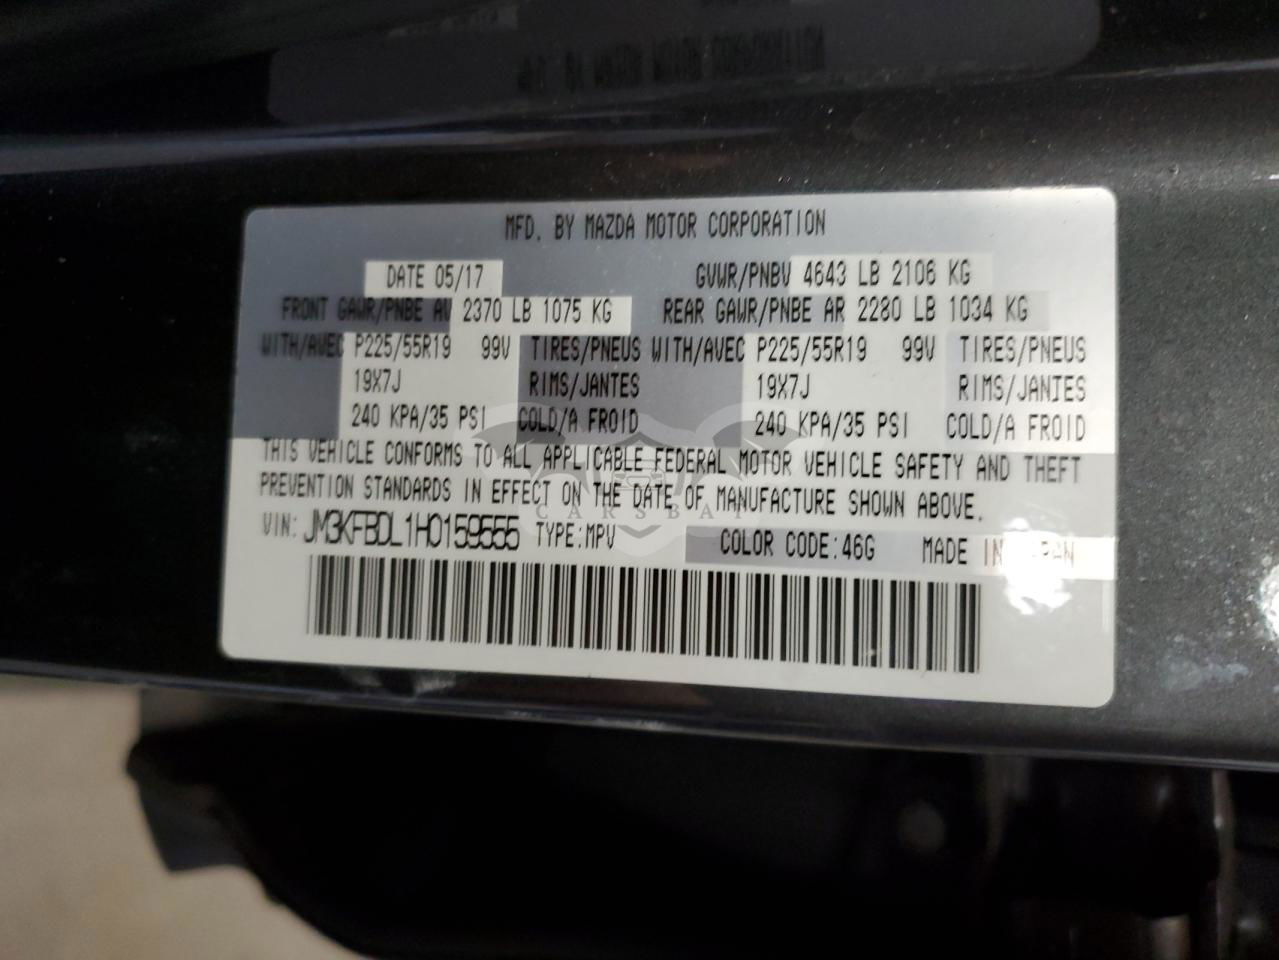 MFD. BY MAZDA MOTOR CORPORATION
DATE 05/17 GVWR/PNBV 4643 LB 2106 KG
FRONT GAWR/PNBE AV 2370 LB 1075 KG REAR GAWR/PNBE AR 2280 LB 1034 KG
WITH/AVEC P225/55R19 99V TIRES/PNEUS WITH/AVEC P225/55R19 99V TIRES/PNEUS
19X7J RIMS/JANTES 19X7J RIMS/JANTES
240 KPA/35 PSI COLD/A FROID 240 KPA/35 PSI COLD/A FROID
THIS VEHICLE CONFORMS TO ALL APPLICABLE FEDERAL MOTOR VEHICLE SAFETY AND THEFT
PREVENTION STANDARDS IN EFFECT ON THE DATE OF MANUFACTURE SHOWN ABOVE.
CARSBAT
VIN: JM3KFBDL1H0159555 TYPE:MPV COLOR CODE:46G MADE IN JAPAN